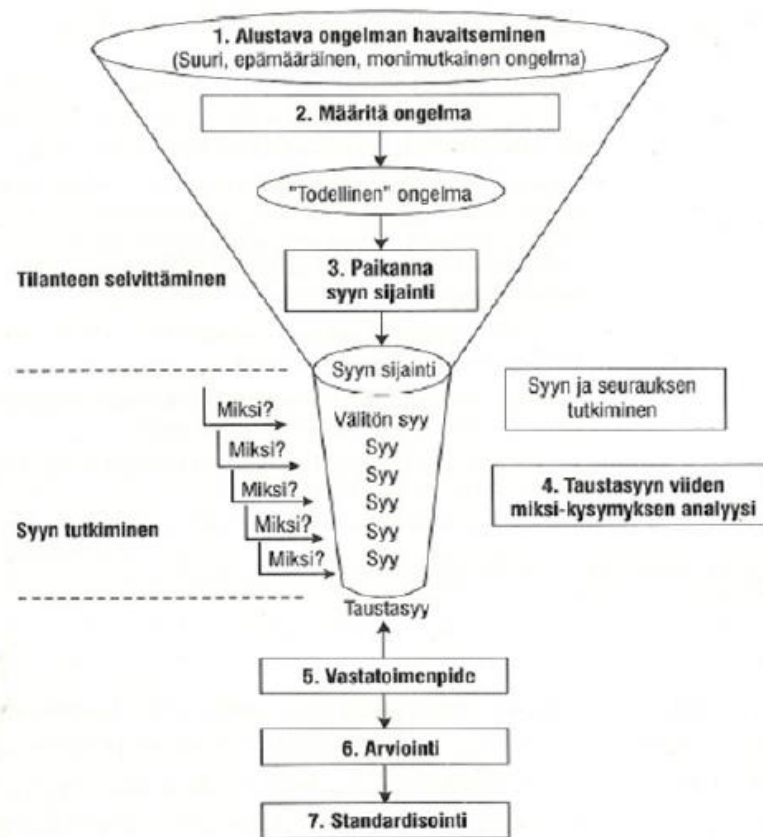 1. Alustava ongelman havaitseminen
(Suuri, epämääräinen, monimutkainen ongelma)
2. Määritä ongelma
"Todellinen" ongelma
Tilanteen selvittäminen
3. Paikanna
syyn sijainti
Syyn sijainti
Syyn ja seurauksen
tutkiminen
Miksi?
Välitön syy
Miksi?
Syy
Syy
Miksi?
Syy
4. Taustasyyn viiden
miksi-kysymyksen analyysi
Syyn tutkiminen
Miksi?
Syy
Miksi?
Syy
Taustasyy
5. Vastatoimenpide
6. Arviointi
7. Standardisointi